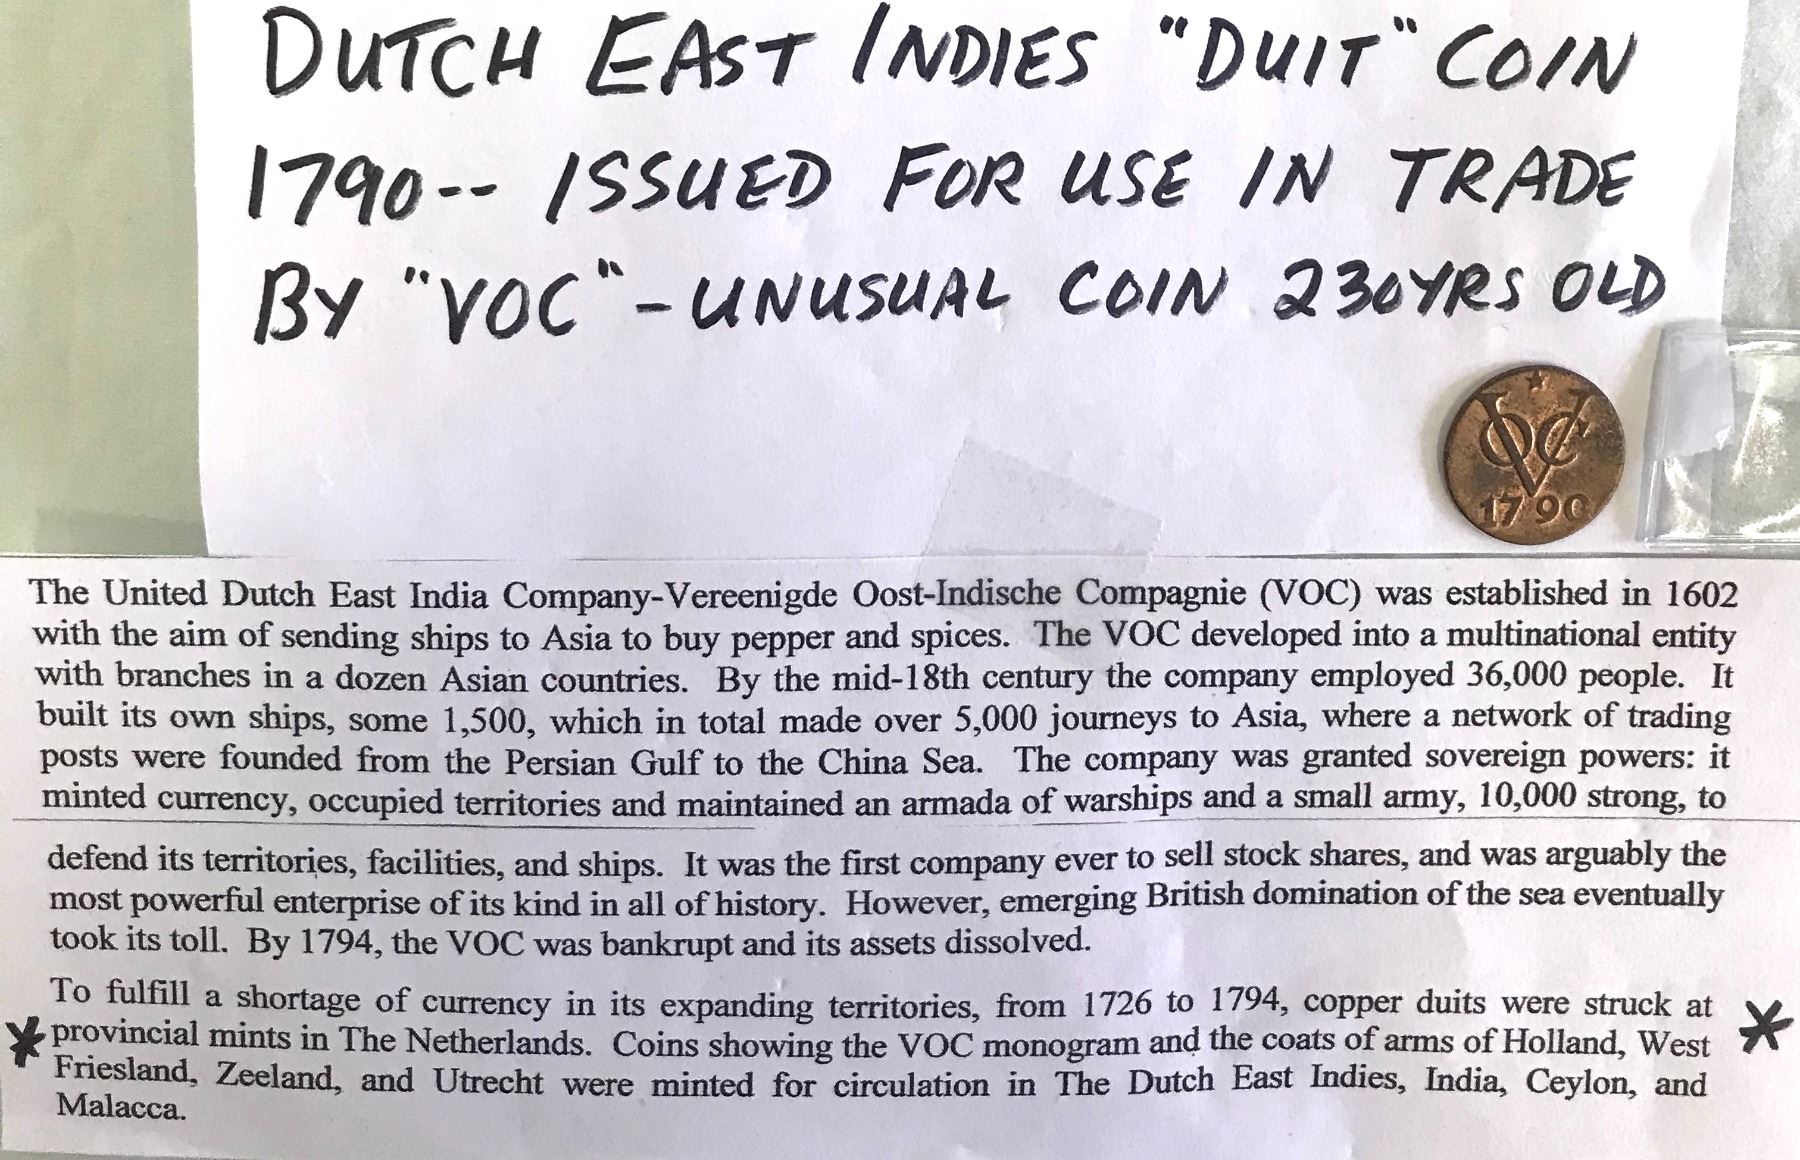 DUTCH EAST INDIES "DUIT" COIN
1790-- ISSUED FOR USE IN TRADE
BY "VOC" - UNUSUAL COIN 230YRS OLD
VOC
1790
The United Dutch East India Company-Vereenigde Oost-Indische Compagnie (VOC) was established in 1602
with the aim of sending ships to Asia to buy pepper and spices. The VOC developed into a multinational entity
with branches in a dozen Asian countries. By the mid-18th century the company employed 36,000 people. It
built its own ships, some 1,500, which in total made over 5,000 journeys to Asia, where a network of trading
posts were founded from the Persian Gulf to the China Sea. The company was granted sovereign powers: it
minted currency, occupied territories and maintained an armada of warships and a small army, 10,000 strong, to
defend its territories, facilities, and ships. It was the first company ever to sell stock shares, and was arguably the
most powerful enterprise of its kind in all of history. However, emerging British domination of the sea eventually
took its toll. By 1794, the VOC was bankrupt and its assets dissolved.
To fulfill a shortage of currency in its expanding territories, from 1726 to 1794, copper duits were struck at
* provincial mints in The Netherlands. Coins showing the VOC monogram and the coats of arms of Holland, West *
Friesland, Zeeland, and Utrecht were minted for circulation in The Dutch East Indies, India, Ceylon, and
Malacca.